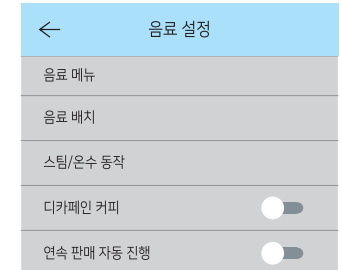 음료 설정
음료 메뉴
음료 배치
스팀/온수 동작
디카페인 커피
연속 판매 자동 진행